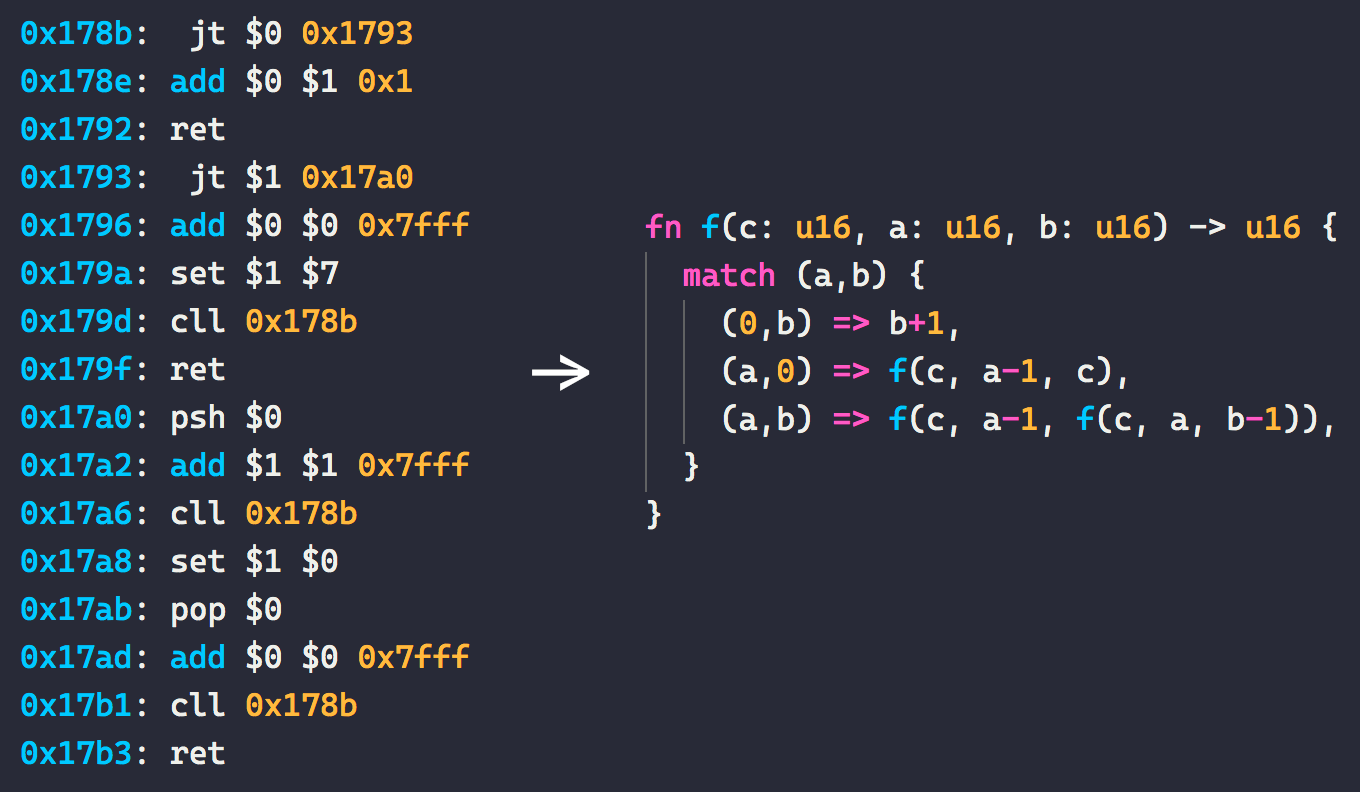 0x178b:  jt $0 0x1793
0x178e: add $0 $1 0x1
0x1792: ret
0x1793:  jt $1 0x17a0
0x1796: add $0 $0 0x7fff
0x179a: set $1 $7
0x179d: cll 0x178b
0x179f: ret
0x17a0: psh $0
0x17a2: add $1 $1 0x7fff
0x17a6: cll 0x178b
0x17a8: set $1 $0
0x17ab: pop $0
0x17ad: add $0 $0 0x7fff
0x17b1: cll 0x178b
0x17b3: ret
→
fn f(c: u16, a: u16, b: u16) -> u16 {
  match (a,b) {
    (0,b) => b+1,
    (a,0) => f(c, a-1, c),
    (a,b) => f(c, a-1, f(c, a, b-1)),
  }
}